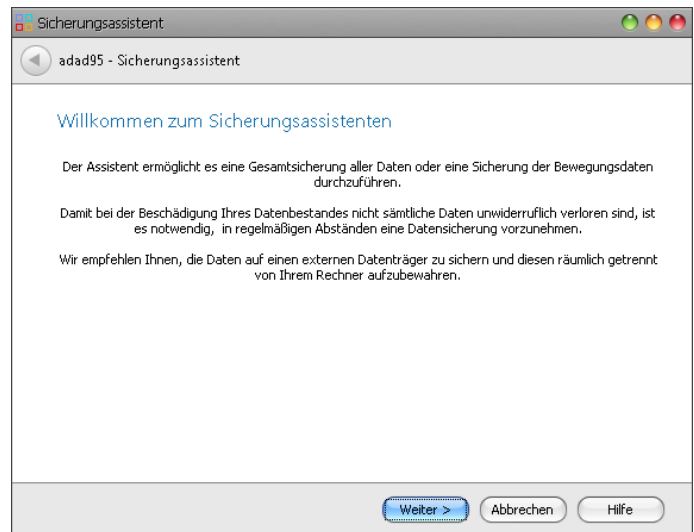 Sicherungsassistent
adad95 - Sicherungsassistent
Willkommen zum Sicherungsassistenten
Der Assistent ermöglicht es eine Gesamtsicherung aller Daten oder eine Sicherung der Bewegungsdaten
durchzuführen.
Damit bei der Beschädigung Ihres Datenbestandes nicht sämtliche Daten unwiderruflich verloren sind, ist
es notwendig, in regelmäßigen Abständen eine Datensicherung vorzunehmen.
Wir empfehlen Ihnen, die Daten auf einen externen Datenträger zu sichern und diesen räumlich getrennt
von Ihrem Rechner aufzubewahren.
Weiter > Abbrechen Hilfe